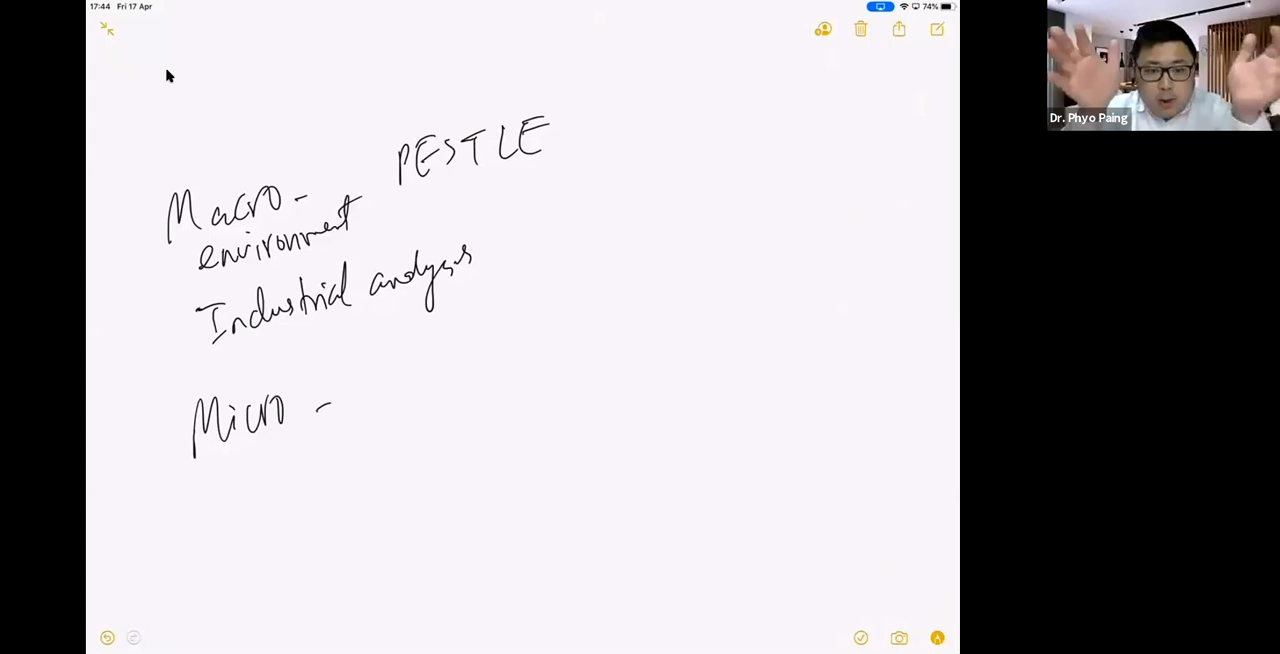 17:44 Fri 17 Apr 74%
PESTLE
Macro -
environment
Industrial analysis
Micro -
Dr. Phyo Paing